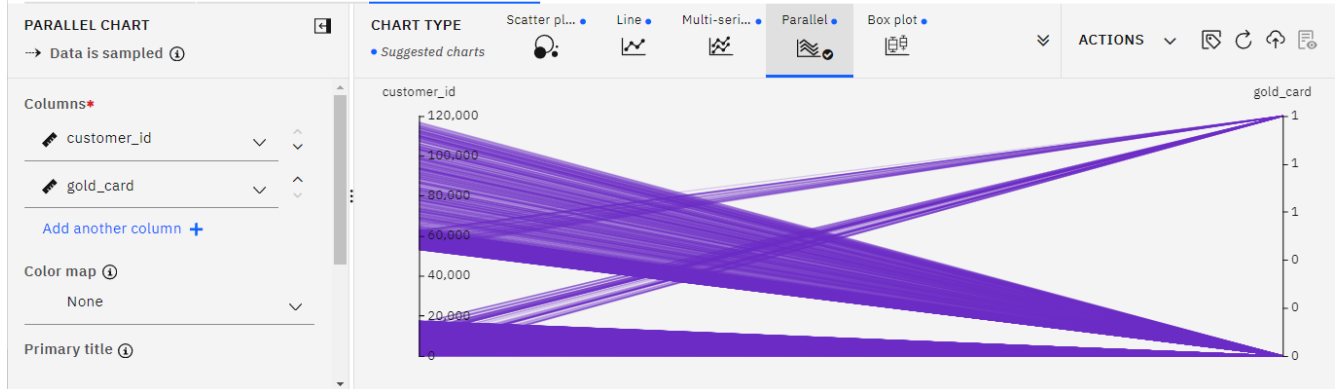 PARALLEL CHART
Data is sampled
Columns*
customer_id
gold_card
Add another column +
Color map
None
Primary title
CHART TYPE
• Suggested charts
Scatter pl...
Line
Multi-seri...
Parallel
Box plot
ACTIONS
customer_id
120,000
100,000
80,000
60,000
40,000
20,000
0
gold_card
1
1
1
0
0
0